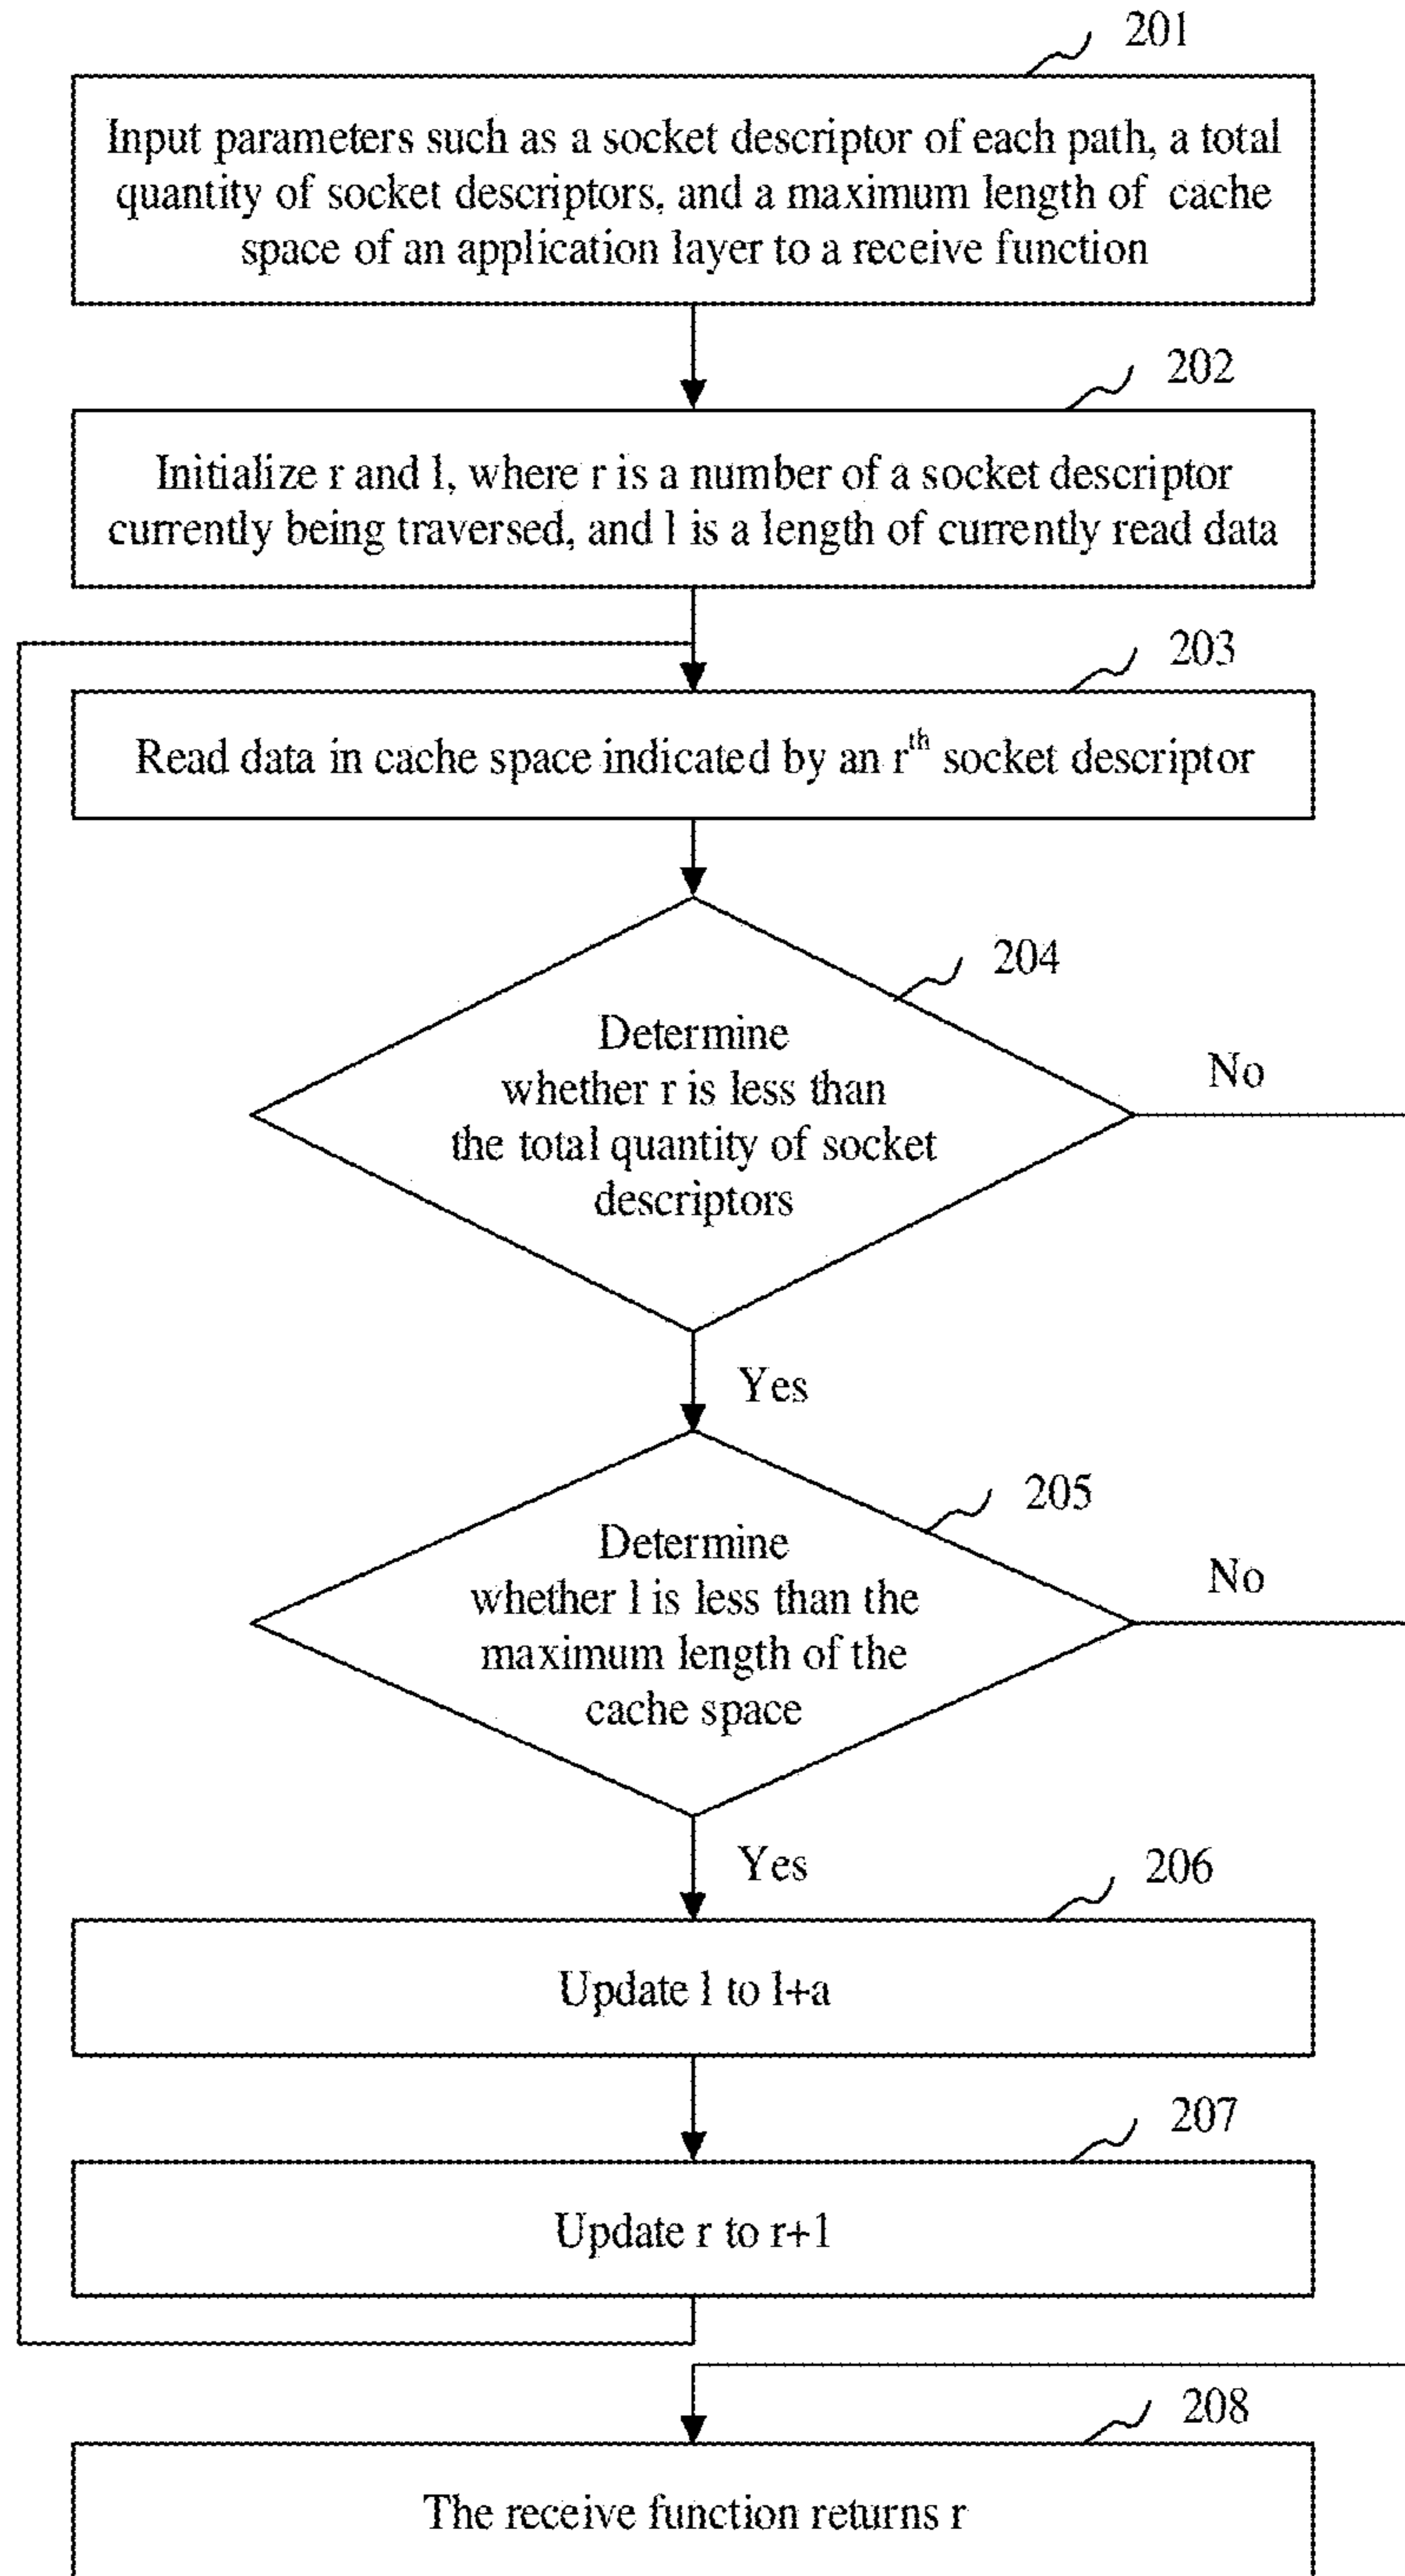 201
Input parameters such as a socket descriptor of each path, a total
quantity of socket descriptors, and a maximum length of cache
space of an application layer to a receive function
202
Initialize r and l, where r is a number of a socket descriptor
currently being traversed, and l is a length of currently read data
203
Read data in cache space indicated by an rth socket descriptor
204
Determine
whether r is less than
the total quantity of socket
descriptors
No
Yes
205
Determine
whether l is less than the
maximum length of the
cache space
No
Yes
206
Update l to l+a
207
Update r to r+1
208
The receive function returns r